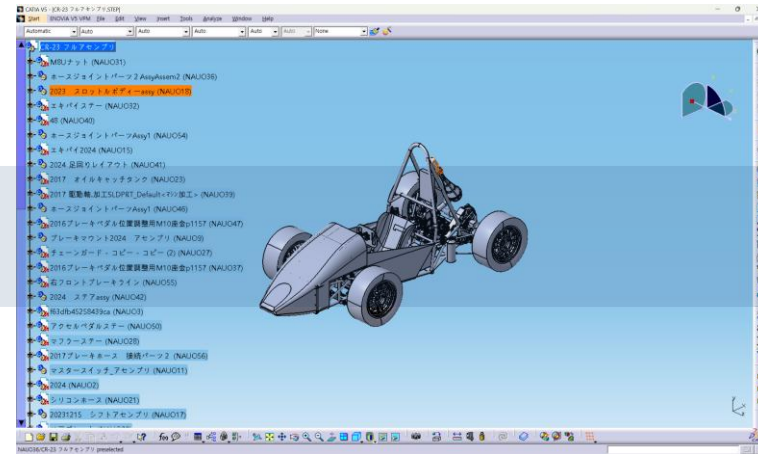 CATIA V5 - [CR-23 フルアセンブリ.STEP]
Start ENOVIA V5 VPM File Edit View Insert Tools Analyze Window Help
Automatic Auto Auto Auto Auto Auto None
CR-23 フルアセンブリ
M8Uナット (NAUO31)
ホースジョイントパーツ2 AssyAssem2 (NAUO36)
2023 スロットルボディーassy (NAUO18)
エキパイステー (NAUO32)
40 (NAUO40)
ホースジョイントパーツAssy1 (NAUO54)
エキパイ2024 (NAUO15)
2024 足回りレイアウト (NAUO41)
2017 オイルキャッチタンク (NAUO23)
2017 駆動軸,加工SLDPRT_Default<マシン加工> (NAUO39)
ホースジョイントパーツAssy1 (NAUO46)
2016ブレーキペダル位置調整用M10座金p1157 (NAUO47)
ブレーキマウント2024 アセンブリ (NAUO9)
チェーンガード - コピー - コピー (2) (NAUO27)
2016ブレーキペダル位置調整用M10座金p1157 (NAUO37)
右フロントブレーキライン (NAUO55)
2024 ステアassy (NAUO42)
f63dfb45258439ca (NAUO3)
アクセルペダルステー (NAUO50)
マフラーステー (NAUO28)
2017ブレーキホース 接続パーツ2 (NAUO56)
マスタースイッチ_アセンブリ (NAUO11)
2024 (NAUO2)
シリコンホース (NAUO21)
20231215 シフトアセンブリ (NAUO17)
NAUO36/CR-23 フルアセンブリ preselected